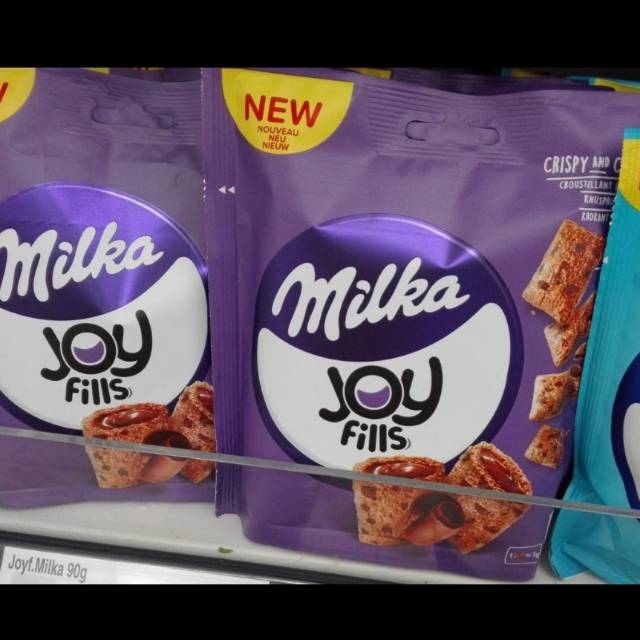 NEW
NOUVEAU
NEU
NIEUW
CRISPY AND
CROUSTILLANT
Milka
JOY
fills
Milka
JOY
fills
Joyf.Milka 90g